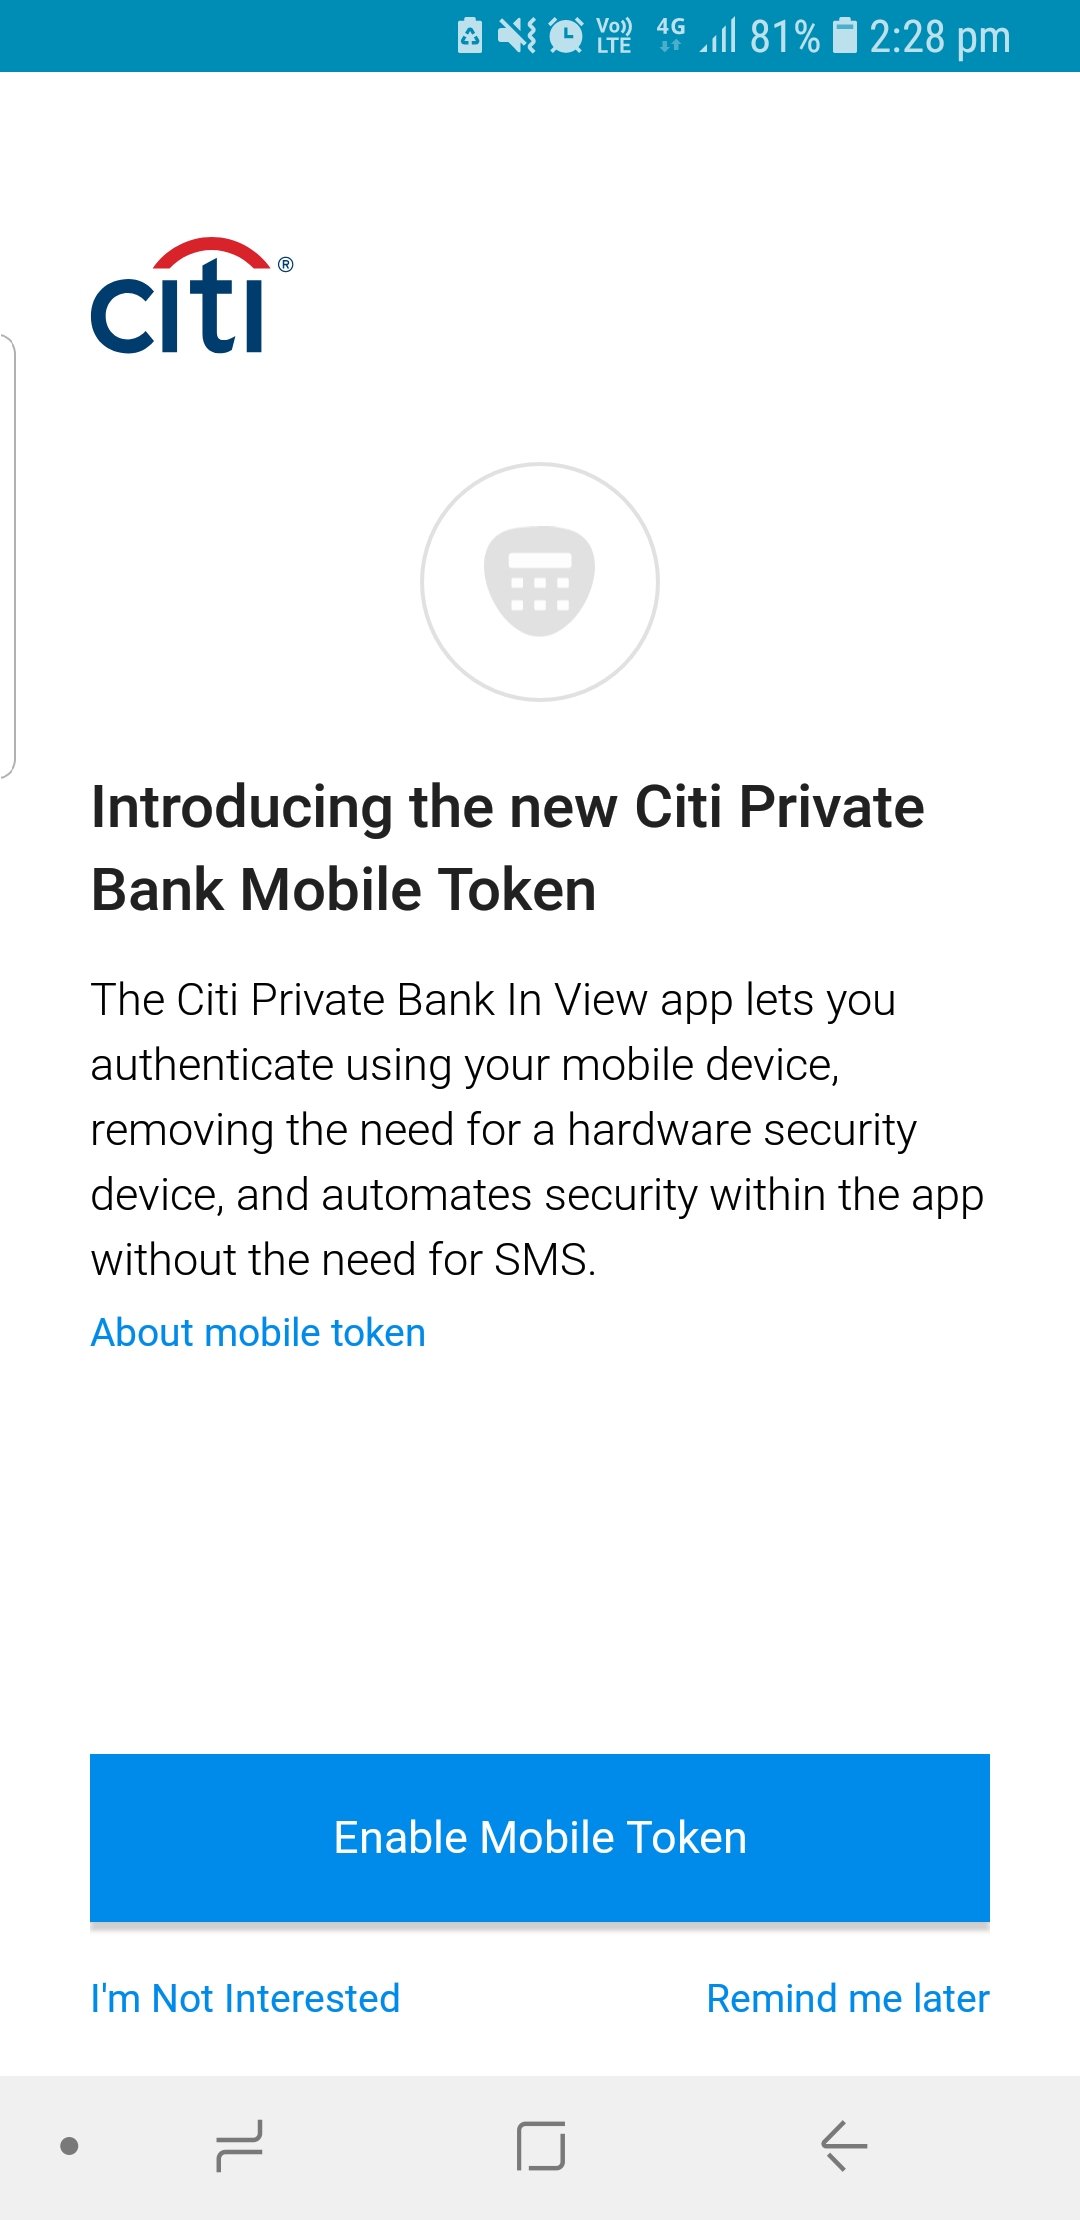 Vo)) LTE 4G 81% 2:28 pm
citi®
Introducing the new Citi Private
Bank Mobile Token
The Citi Private Bank In View app lets you
authenticate using your mobile device,
removing the need for a hardware security
device, and automates security within the app
without the need for SMS.
About mobile token
Enable Mobile Token
I'm Not Interested
Remind me later